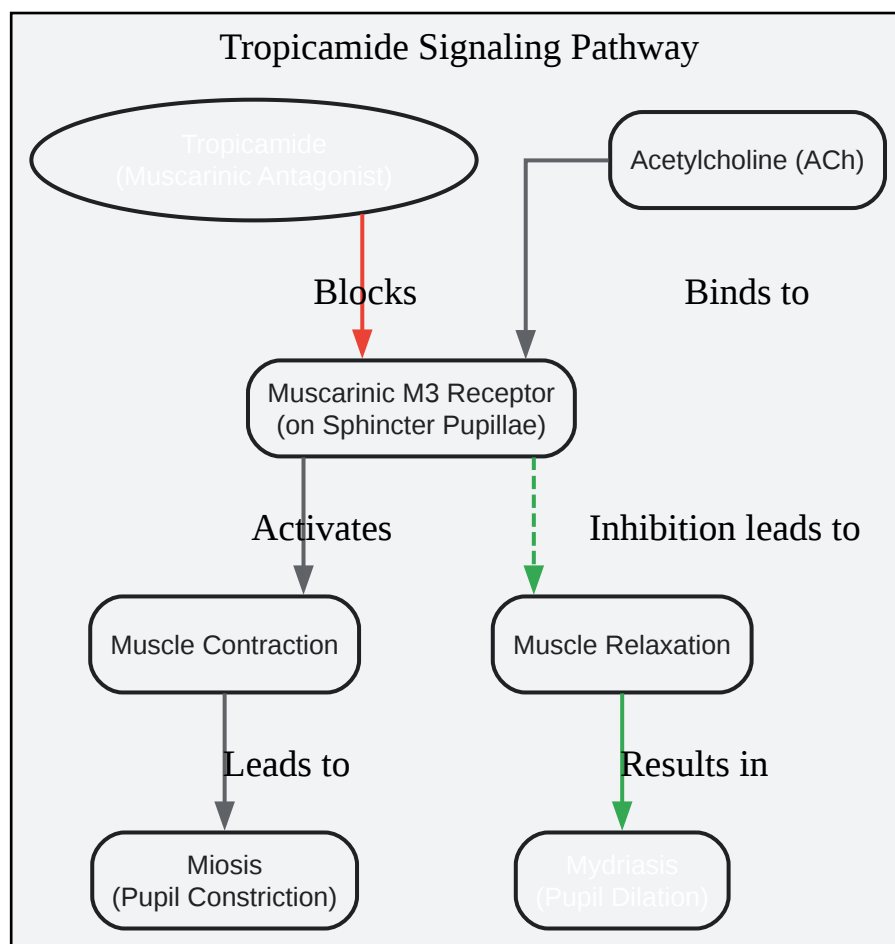 Tropicamide Signaling Pathway
Tropicamide
(Muscarinic Antagonist)
Acetylcholine (ACh)
Blocks
Binds to
Muscarinic M3 Receptor
(on Sphincter Pupillae)
Activates
Inhibition leads to
Muscle Contraction
Muscle Relaxation
Leads to
Results in
Miosis
(Pupil Constriction)
Mydriasis
(Pupil Dilation)